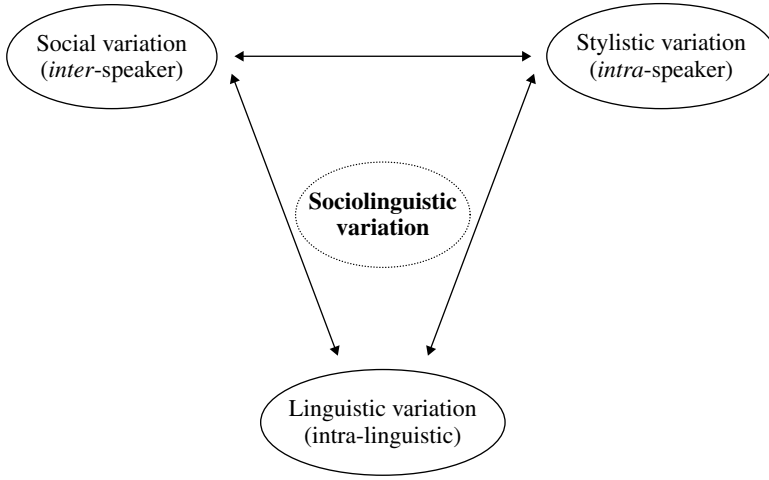 Social variation
(inter-speaker)
Stylistic variation
(intra-speaker)
Sociolinguistic
variation
Linguistic variation
(intra-linguistic)